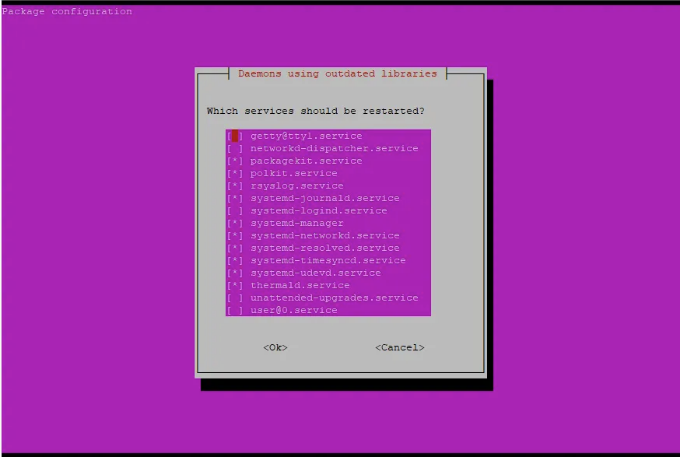 Package configuration
Daemons using outdated libraries
Which services should be restarted?
[ ] getty@tty1.service
[ ] networkd-dispatcher.service
[*] packagekit.service
[*] polkit.service
[*] rsyslog.service
[*] systemd-journald.service
[ ] systemd-logind.service
[*] systemd-manager
[*] systemd-networkd.service
[*] systemd-resolved.service
[*] systemd-timesyncd.service
[*] systemd-udevd.service
[*] thermald.service
[ ] unattended-upgrades.service
[ ] user@0.service
<Ok> <Cancel>